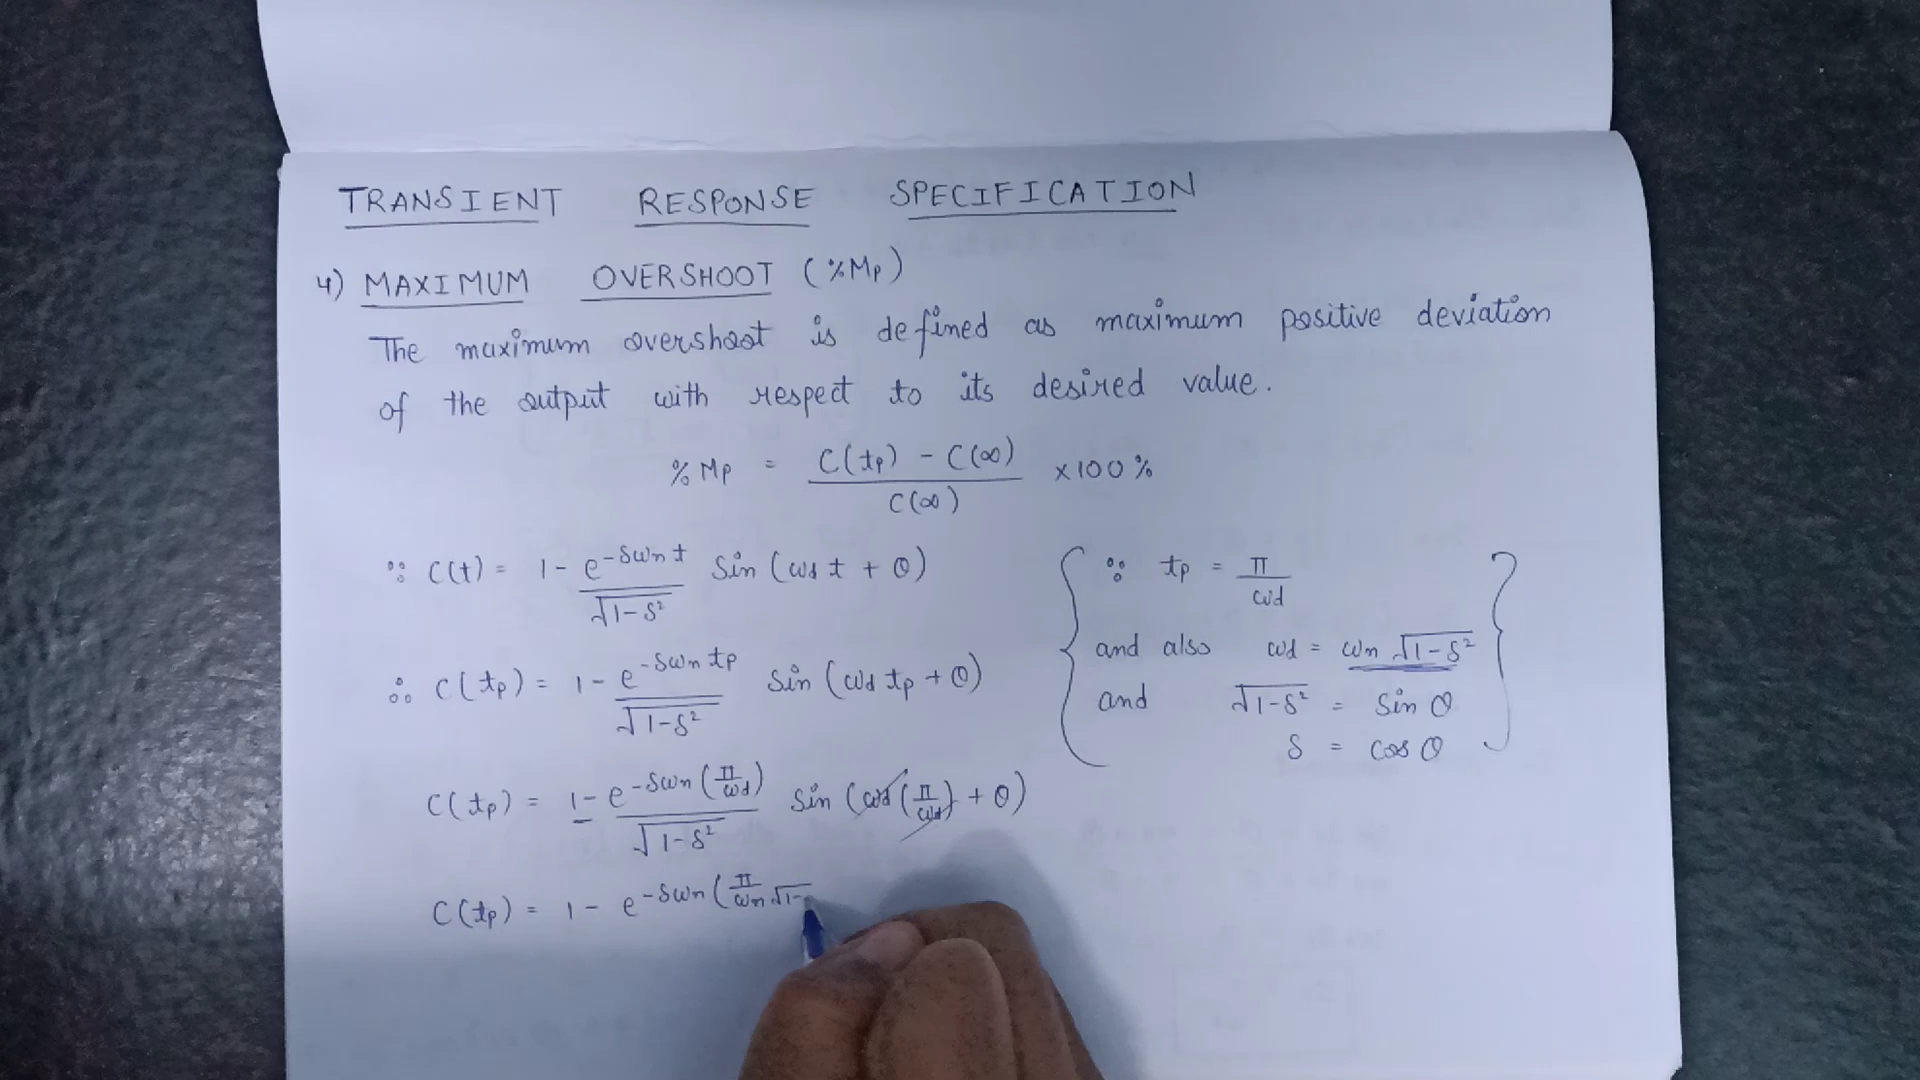 TRANSIENT RESPONSE SPECIFICATION
4) MAXIMUM OVERSHOOT (%Mp)
The maximum overshoot is defined as maximum positive deviation
of the output with respect to its desired value.
%Mp = (C(tp) - C(∞)) / C(∞) ×100%
∵ C(t) = 1 - e^(-δωn t) / √(1-δ²) Sin (ωd t + θ)
∴ C(tp) = 1 - e^(-δωn tp) / √(1-δ²) Sin (ωd tp + θ)
C(tp) = 1 - e^(-δωn (π/ωd)) / √(1-δ²) Sin (ωd (π/ωd) + θ)
C(tp) = 1 - e^(-δωn (π/ωn √1-
{ ∵ tp = π / ωd
and also ωd = ωn √(1-δ²)
and √(1-δ²) = Sin θ
δ = cos θ }